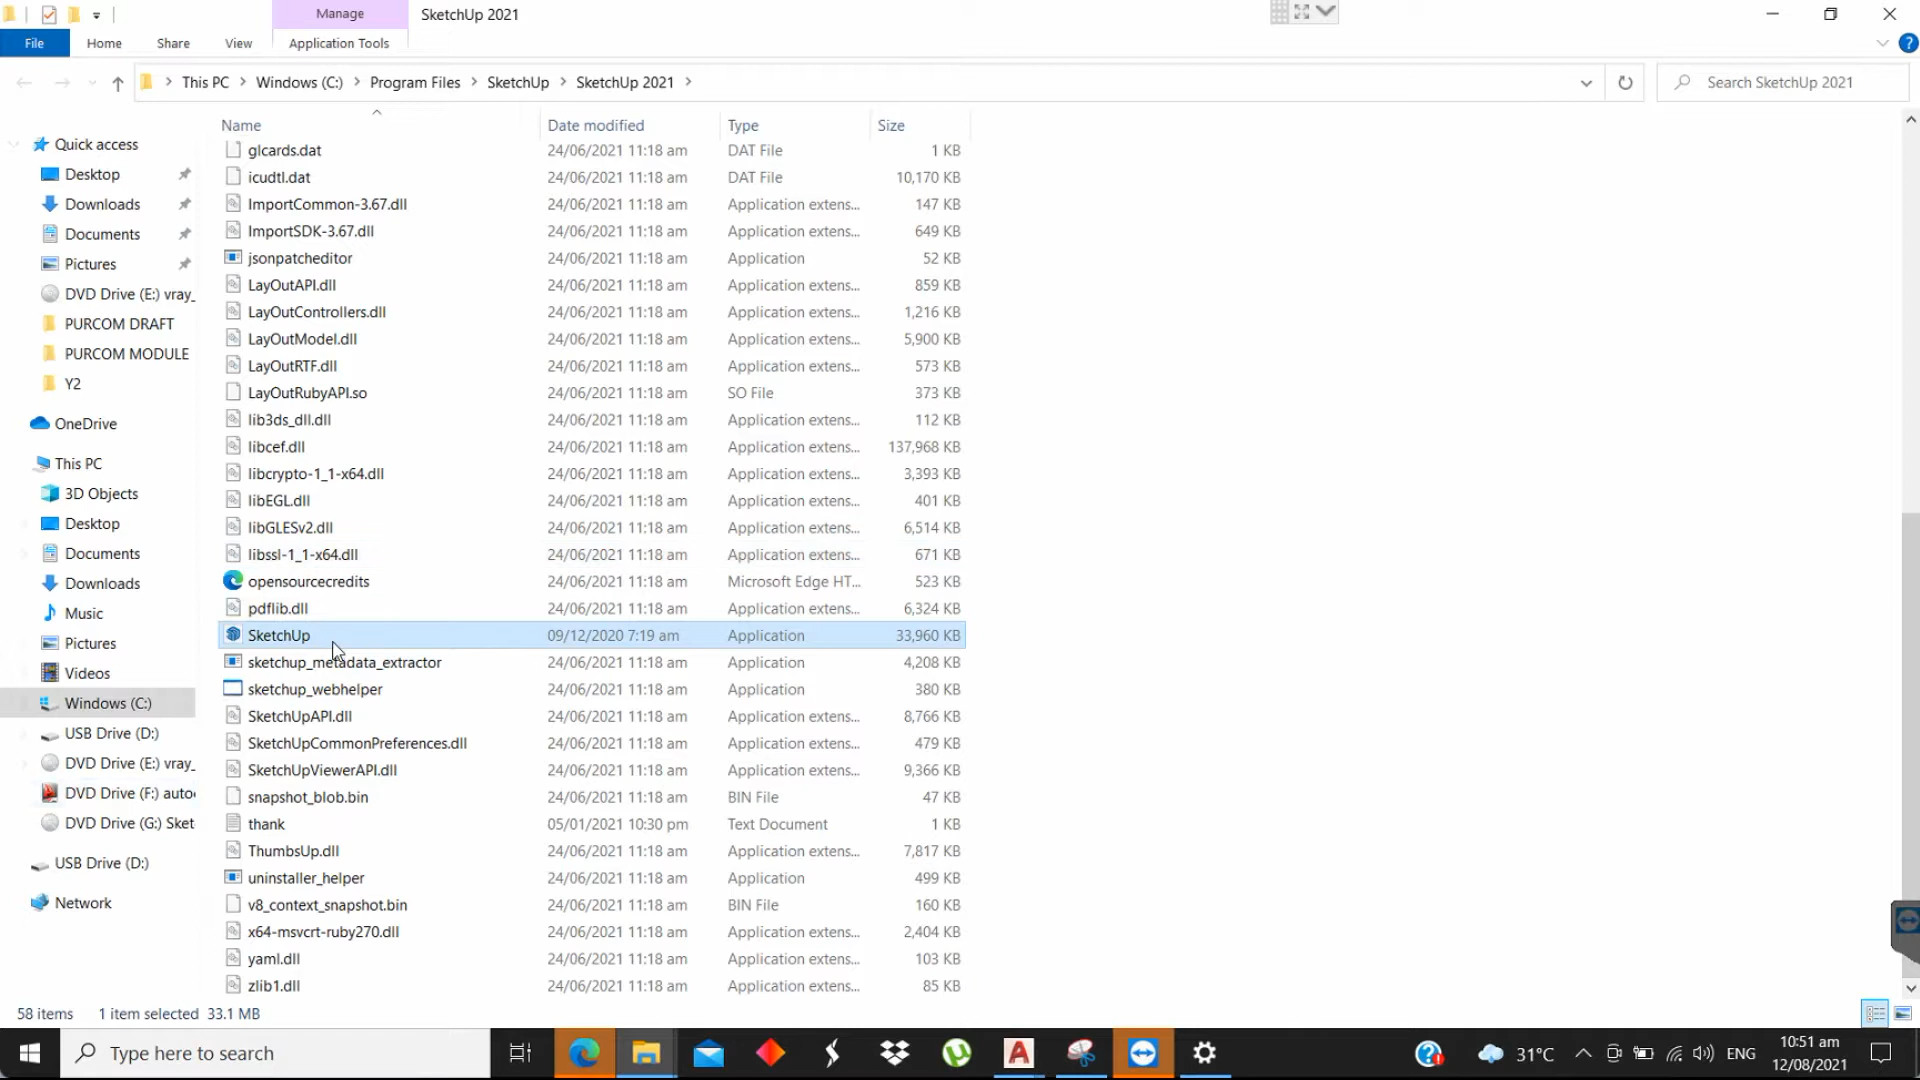 Manage
SketchUp 2021
File
Home
Share
View
Application Tools
This PC
Windows (C:)
Program Files
SketchUp
SketchUp 2021
Search SketchUp 2021
Name
Date modified
Type
Size
Quick access
Desktop
Downloads
Documents
Pictures
DVD Drive (E:) vray_
PURCOM DRAFT
PURCOM MODULE
Y2
OneDrive
This PC
3D Objects
Desktop
Documents
Downloads
Music
Pictures
Videos
Windows (C:)
USB Drive (D:)
DVD Drive (E:) vray_
DVD Drive (F:) auto
DVD Drive (G:) Sket
USB Drive (D:)
Network
glcards.dat 24/06/2021 11:18 am DAT File 1 KB
icudtl.dat 24/06/2021 11:18 am DAT File 10,170 KB
ImportCommon-3.67.dll 24/06/2021 11:18 am Application extens... 147 KB
ImportSDK-3.67.dll 24/06/2021 11:18 am Application extens... 649 KB
jsonpatcheditor 24/06/2021 11:18 am Application 52 KB
LayOutAPI.dll 24/06/2021 11:18 am Application extens... 859 KB
LayOutControllers.dll 24/06/2021 11:18 am Application extens... 1,216 KB
LayOutModel.dll 24/06/2021 11:18 am Application extens... 5,900 KB
LayOutRTF.dll 24/06/2021 11:18 am Application extens... 573 KB
LayOutRubyAPI.so 24/06/2021 11:18 am SO File 373 KB
lib3ds_dll.dll 24/06/2021 11:18 am Application extens... 112 KB
libcef.dll 24/06/2021 11:18 am Application extens... 137,968 KB
libcrypto-1_1-x64.dll 24/06/2021 11:18 am Application extens... 3,393 KB
libEGL.dll 24/06/2021 11:18 am Application extens... 401 KB
libGLESv2.dll 24/06/2021 11:18 am Application extens... 6,514 KB
libssl-1_1-x64.dll 24/06/2021 11:18 am Application extens... 671 KB
opensourcecredits 24/06/2021 11:18 am Microsoft Edge HT... 523 KB
pdflib.dll 24/06/2021 11:18 am Application extens... 6,324 KB
SketchUp 09/12/2020 7:19 am Application 33,960 KB
sketchup_metadata_extractor 24/06/2021 11:18 am Application 4,208 KB
sketchup_webhelper 24/06/2021 11:18 am Application 380 KB
SketchUpAPI.dll 24/06/2021 11:18 am Application extens... 8,766 KB
SketchUpCommonPreferences.dll 24/06/2021 11:18 am Application extens... 479 KB
SketchUpViewerAPI.dll 24/06/2021 11:18 am Application extens... 9,366 KB
snapshot_blob.bin 24/06/2021 11:18 am BIN File 47 KB
thank 05/01/2021 10:30 pm Text Document 1 KB
ThumbsUp.dll 24/06/2021 11:18 am Application extens... 7,817 KB
uninstaller_helper 24/06/2021 11:18 am Application 499 KB
v8_context_snapshot.bin 24/06/2021 11:18 am BIN File 160 KB
x64-msvcrt-ruby270.dll 24/06/2021 11:18 am Application extens... 2,404 KB
yaml.dll 24/06/2021 11:18 am Application extens... 103 KB
zlib1.dll 24/06/2021 11:18 am Application extens... 85 KB
58 items 1 item selected 33.1 MB
Type here to search
31°C
ENG
10:51 am
12/08/2021